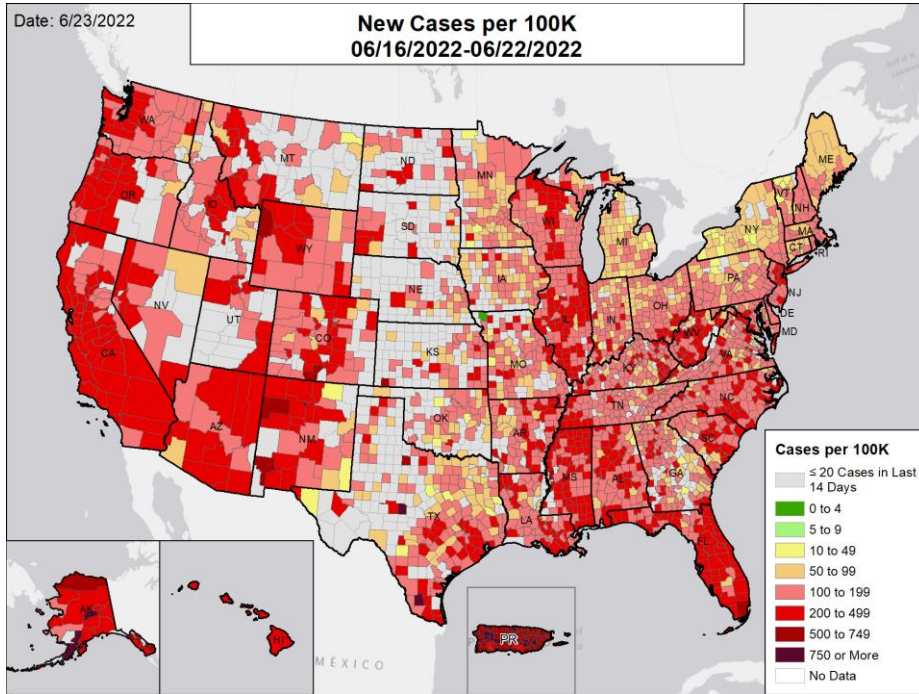 Date: 6/23/2022
New Cases per 100K
06/16/2022-06/22/2022
WA
MT
ND
MN
ME
OR
ID
SD
WI
VT
NH
WY
MI
NY
MA
CT
RI
IA
PA
NE
NJ
NV
UT
IL
IN
OH
DE
MD
CO
WV
VA
CA
KS
MO
KY
NC
TN
OK
AR
AZ
NM
SC
MS
AL
GA
TX
LA
FL
AK
HI
PR
MÉXICO
Cases per 100K
≤ 20 Cases in Last
14 Days
0 to 4
5 to 9
10 to 49
50 to 99
100 to 199
200 to 499
500 to 749
750 or More
No Data